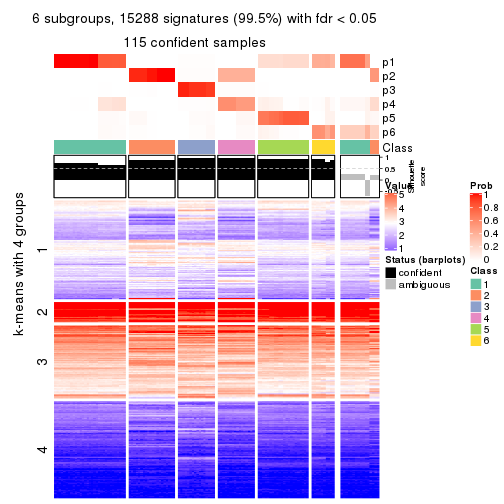 6 subgroups, 15288 signatures (99.5%) with fdr < 0.05
115 confident samples
p1
p2
p3
p4
p5
p6
Class
1
0.5
0
-0.5
Silhouette
score
k-means with 4 groups
1
2
3
4
Value
5
4
3
2
1
Status (barplots)
confident
ambiguous
Prob
1
0.8
0.6
0.4
0.2
0
Class
1
2
3
4
5
6